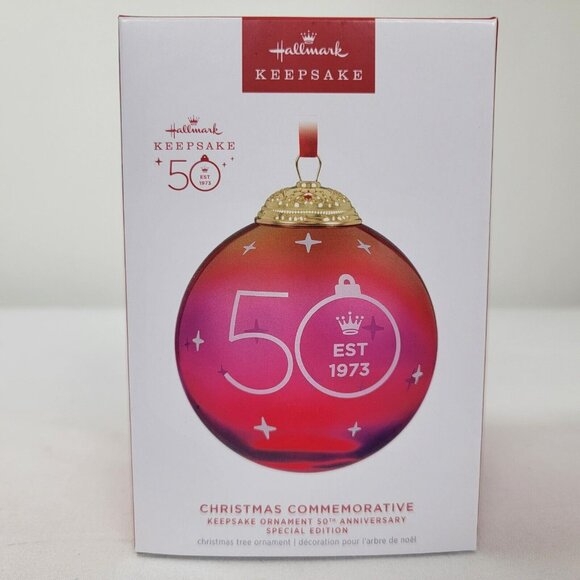 Hallmark
KEEPSAKE
Hallmark
KEEPSAKE
50
EST
1973
50
EST
1973
CHRISTMAS COMMEMORATIVE
KEEPSAKE ORNAMENT 50TH ANNIVERSARY
SPECIAL EDITION
christmas tree ornament | décoration pour l'arbre de noël